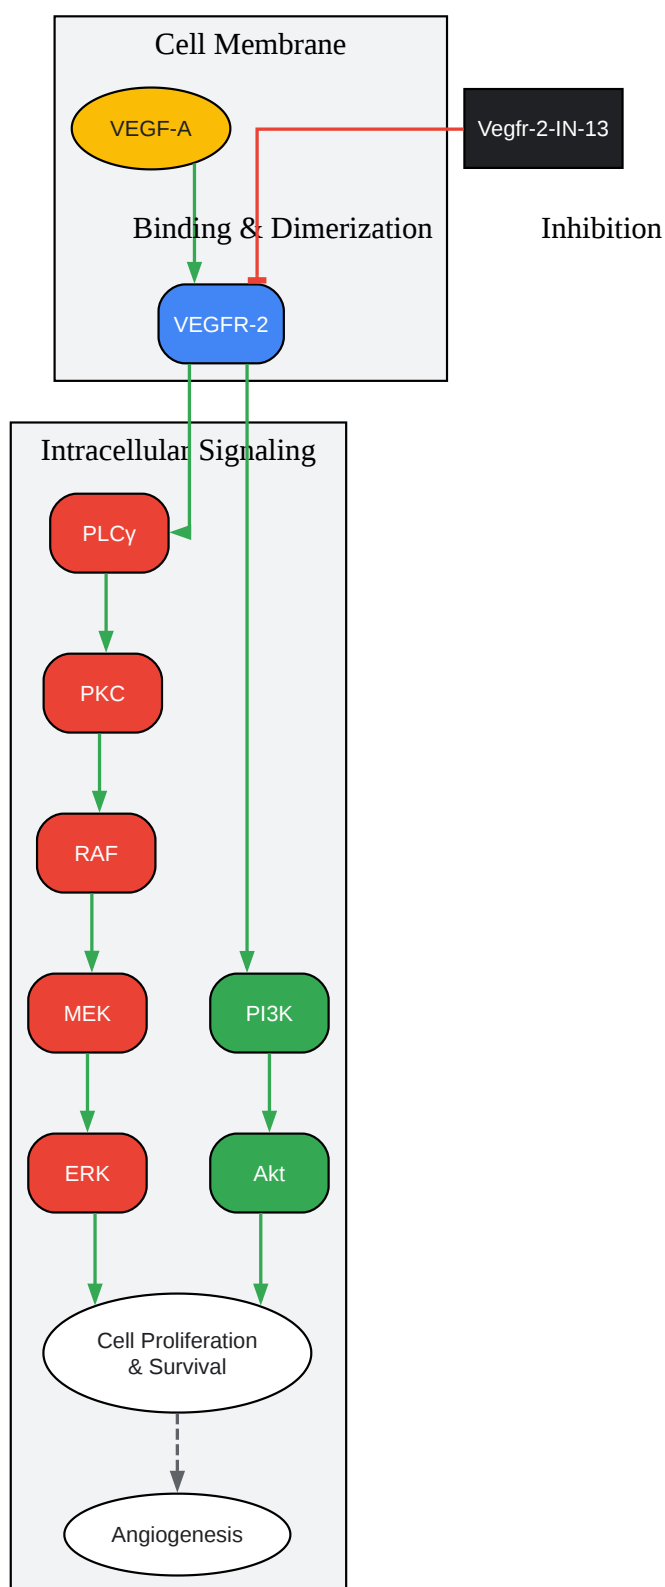 Cell Membrane
VEGF-A
Vegfr-2-IN-13
Binding & Dimerization
Inhibition
VEGFR-2
Intracellular Signaling
PLCγ
PKC
RAF
MEK
PI3K
ERK
Akt
Cell Proliferation
& Survival
Angiogenesis